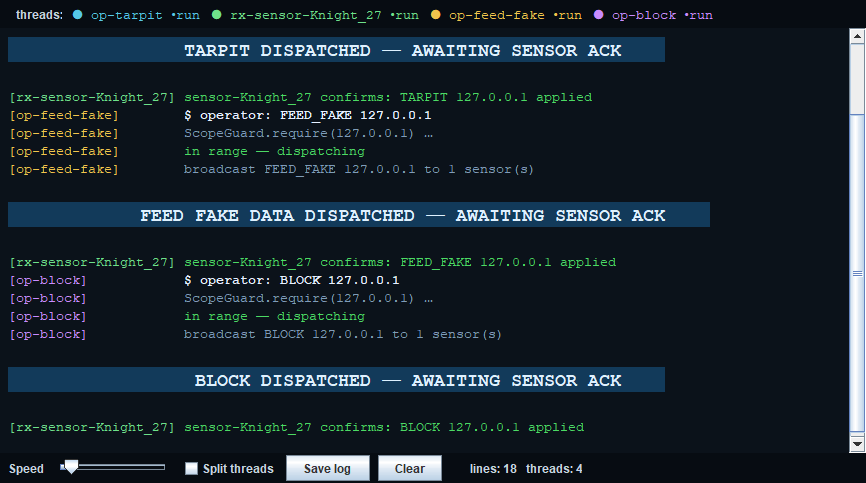 threads: op-tarpit •run rx-sensor-Knight_27 •run op-feed-fake •run op-block •run
TARPIT DISPATCHED — AWAITING SENSOR ACK
[rx-sensor-Knight_27] sensor-Knight_27 confirms: TARPIT 127.0.0.1 applied
[op-feed-fake] $ operator: FEED_FAKE 127.0.0.1
[op-feed-fake] ScopeGuard.require(127.0.0.1) …
[op-feed-fake] in range — dispatching
[op-feed-fake] broadcast FEED_FAKE 127.0.0.1 to 1 sensor(s)
FEED FAKE DATA DISPATCHED — AWAITING SENSOR ACK
[rx-sensor-Knight_27] sensor-Knight_27 confirms: FEED_FAKE 127.0.0.1 applied
[op-block] $ operator: BLOCK 127.0.0.1
[op-block] ScopeGuard.require(127.0.0.1) …
[op-block] in range — dispatching
[op-block] broadcast BLOCK 127.0.0.1 to 1 sensor(s)
BLOCK DISPATCHED — AWAITING SENSOR ACK
[rx-sensor-Knight_27] sensor-Knight_27 confirms: BLOCK 127.0.0.1 applied
Speed Split threads Save log Clear lines: 18 threads: 4